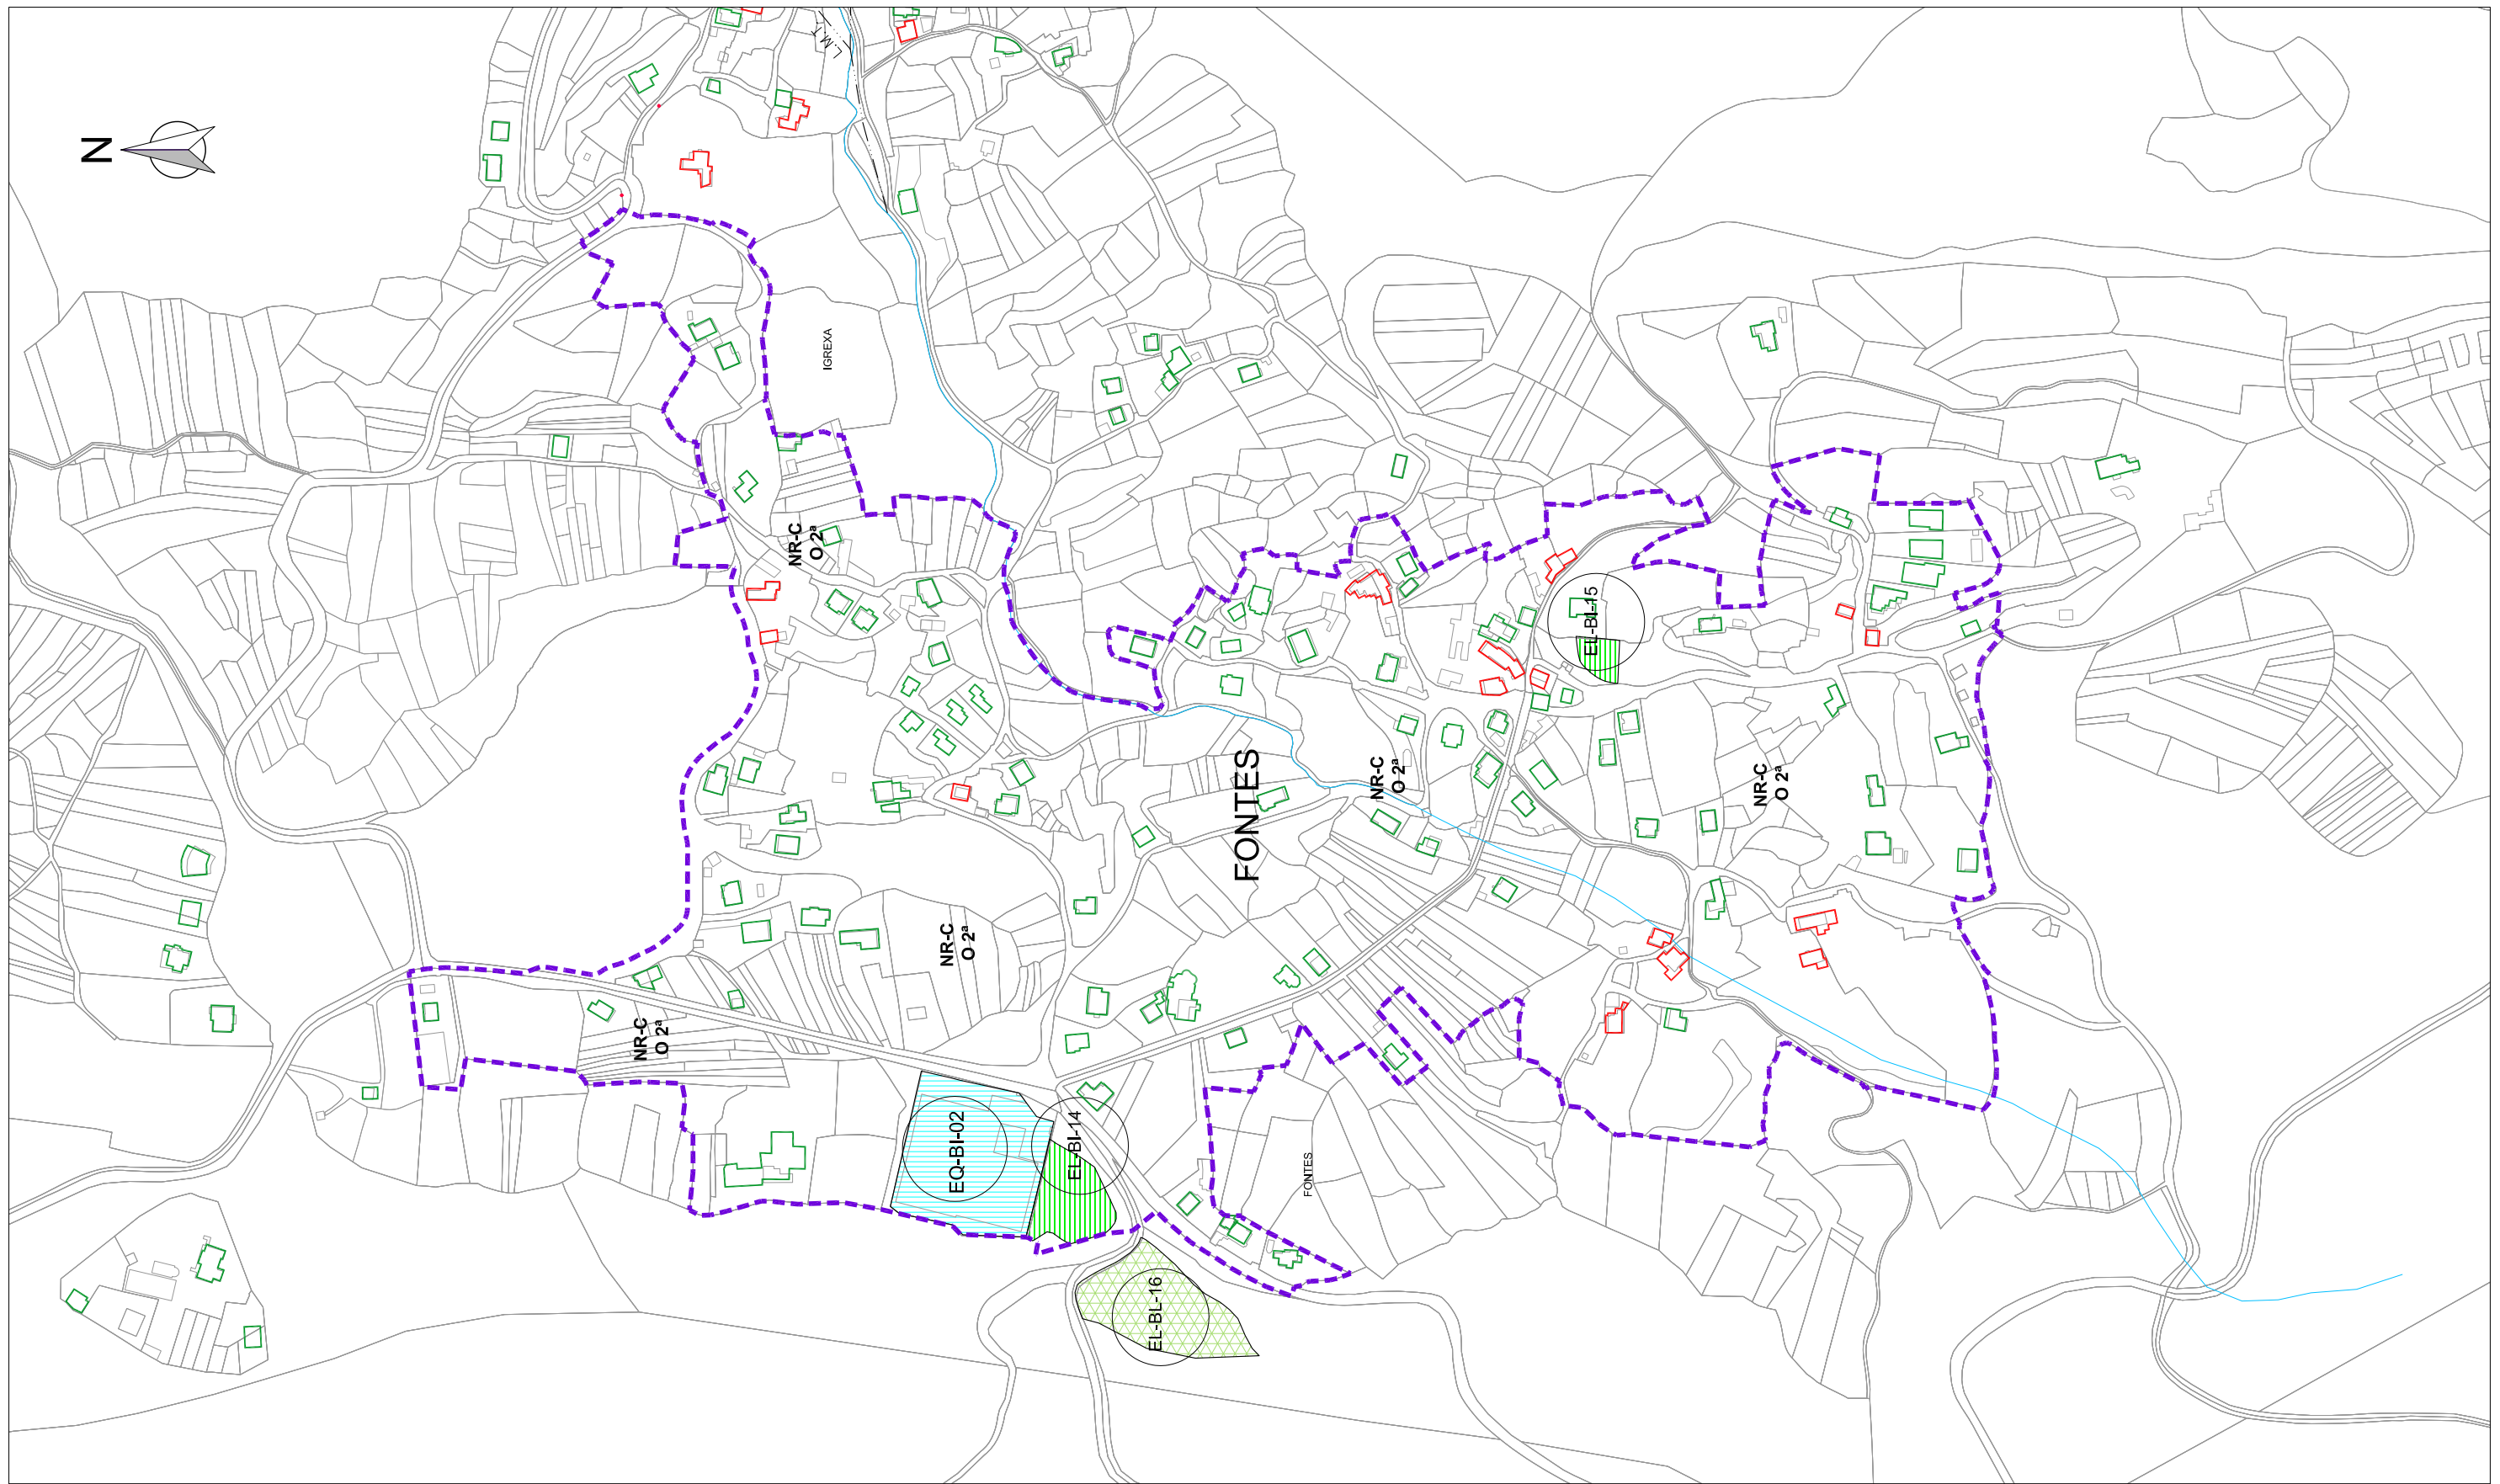 N
L.M.T.
IGREXA
NR-C
O 2ª
EL-BI-15
FONTES
NR-C
O 2ª
NR-C
O 2ª
NR-C
O 2ª
NR-C
O 2ª
EQ-BI-02
EL-BI-14
FONTES
EL-BL-16